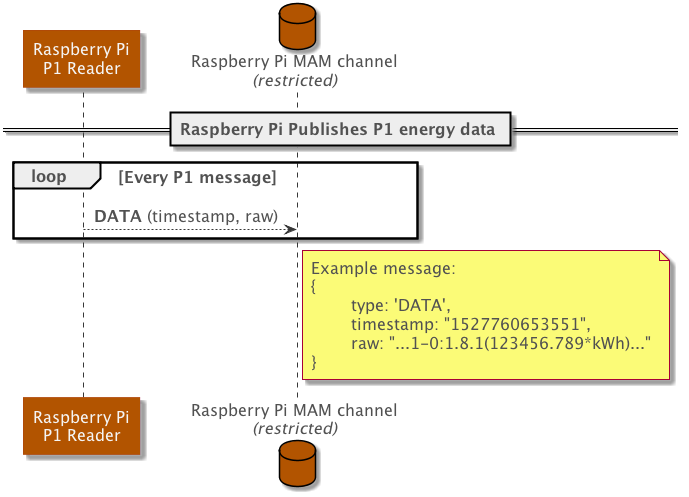 Raspberry Pi
P1 Reader
Raspberry Pi MAM channel
(restricted)
Raspberry Pi Publishes P1 energy data
loop
[Every P1 message]
DATA (timestamp, raw)
Example message:
{
type: 'DATA',
timestamp: "1527760653551",
raw: "...1-0:1.8.1(123456.789*kWh)..."
}
Raspberry Pi
P1 Reader
Raspberry Pi MAM channel
(restricted)